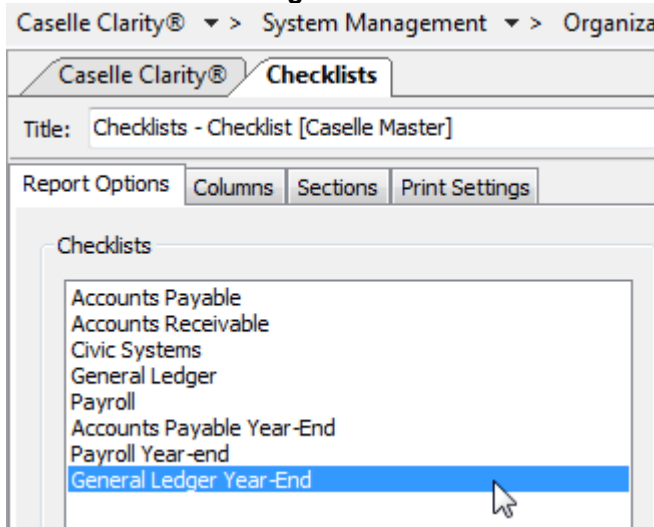 Caselle Clarity® > System Management > Organiza
Caselle Clarity® Checklists
Title: Checklists - Checklist [Caselle Master]
Report Options Columns Sections Print Settings
Checklists
Accounts Payable
Accounts Receivable
Civic Systems
General Ledger
Payroll
Accounts Payable Year-End
Payroll Year-end
General Ledger Year-End